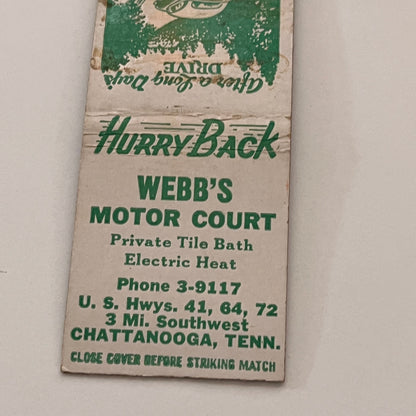 After a Long Day's
DRIVE
HURRY BACK
WEBB'S
MOTOR COURT
Private Tile Bath
Electric Heat
Phone 3-9117
U. S. Hwys. 41, 64, 72
3 Mi. Southwest
CHATTANOOGA, TENN.
CLOSE COVER BEFORE STRIKING MATCH